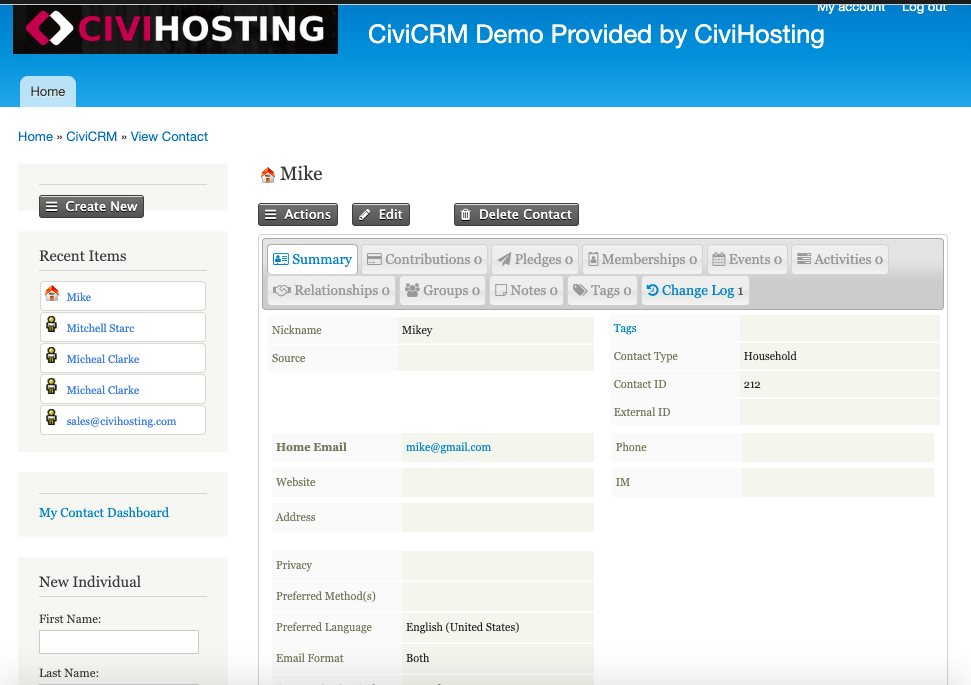 My account Log out
CIVIHOSTING
CiviCRM Demo Provided by CiviHosting
Home
Home » CiviCRM » View Contact
Mike
Create New
Actions Edit Delete Contact
Recent Items
Mike
Mitchell Starc
Micheal Clarke
Micheal Clarke
sales@civihosting.com
My Contact Dashboard
New Individual
First Name:
Last Name:
Summary Contributions 0 Pledges 0 Memberships 0 Events 0 Activities 0
Relationships 0 Groups 0 Notes 0 Tags 0 Change Log 1
Nickname Mikey
Source
Tags
Contact Type Household
Contact ID 212
External ID
Home Email mike@gmail.com
Website
Address
Phone
IM
Privacy
Preferred Method(s)
Preferred Language English (United States)
Email Format Both